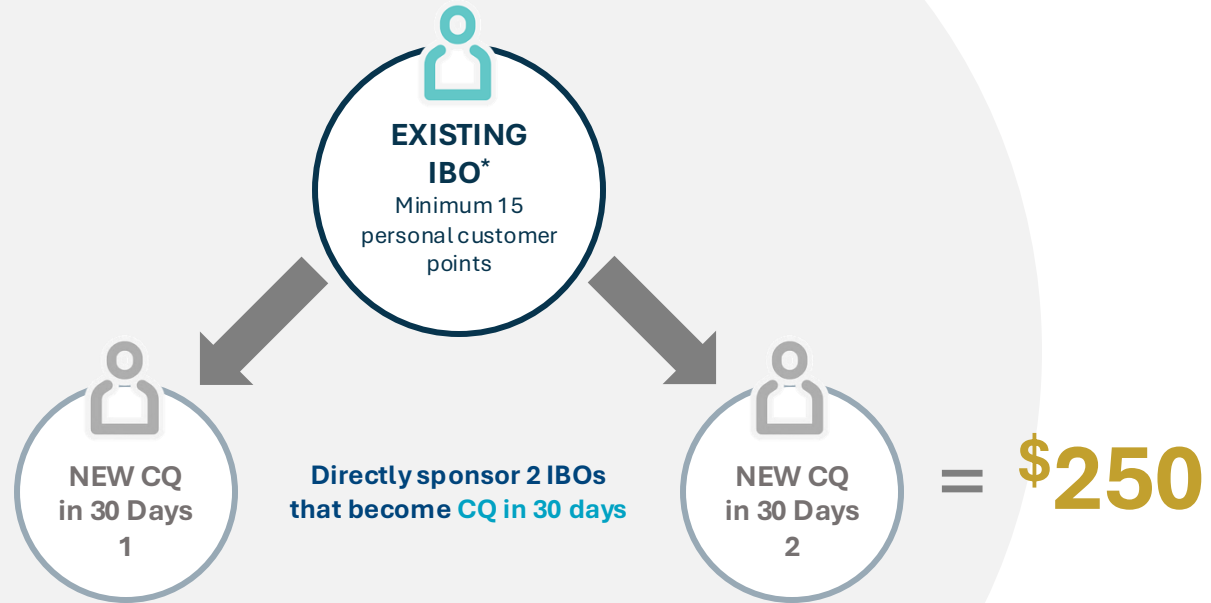 EXISTING
IBO*
Minimum 15
personal customer
points
NEW CQ
in 30 Days
1
Directly sponsor 2 IBOs
that become CQ in 30 days
NEW CQ
in 30 Days
2
= $250